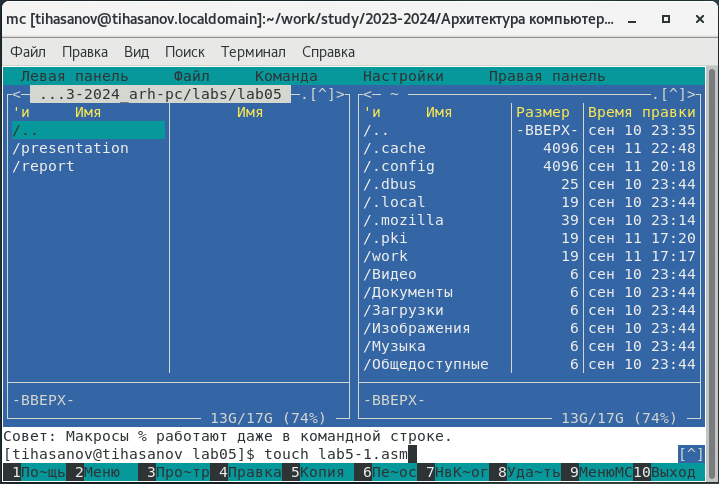 mc [tihasanov@tihasanov.localdomain]:~/work/study/2023-2024/Архитектура компьютер...
Файл Правка Вид Поиск Терминал Справка
Левая панель Файл Команда Настройки Правая панель
<— ...3-2024_arh-pc/labs/lab05 —.[^]> <— ~ —.[^]>
'и Имя Имя 'и Имя Размер Время правки
/.. /.. -ВВЕРХ- сен 10 23:35
/presentation /.cache 4096 сен 11 22:48
/report /.config 4096 сен 11 20:18
/.dbus 25 сен 10 23:44
/.local 19 сен 10 23:44
/.mozilla 39 сен 10 23:14
/.pki 19 сен 11 17:20
/work 19 сен 11 17:17
/Видео 6 сен 10 23:44
/Документы 6 сен 10 23:44
/Загрузки 6 сен 10 23:44
/Изображения 6 сен 10 23:44
/Музыка 6 сен 10 23:44
/Общедоступные 6 сен 10 23:44
-ВВЕРХ- -ВВЕРХ-
13G/17G (74%) 13G/17G (74%)
Совет: Макросы % работают даже в командной строке.
[tihasanov@tihasanov lab05]$ touch lab5-1.asm [^]
1По~щь 2Меню 3Про~тр 4Правка 5Копия 6Пе~ос 7НвК~ог 8Уда~ть 9МенюMC 10Выход